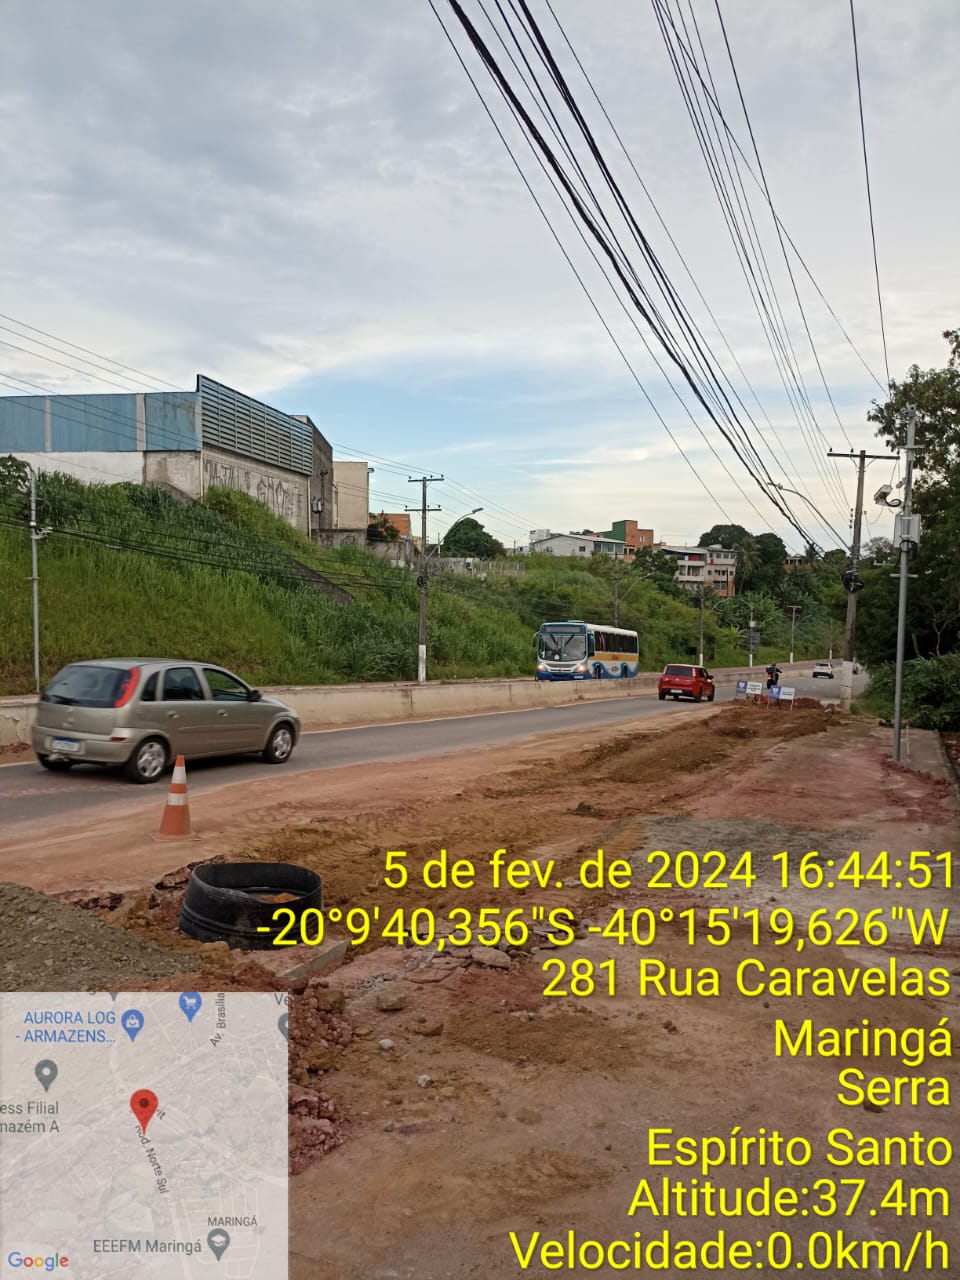 5 de fev. de 2024 16:44:51
-20°9'40,356"S -40°15'19,626"W
281 Rua Caravelas
Maringá
Serra
Espírito Santo
Altitude:37.4m
Velocidade:0.0km/h
AURORA LOG
- ARMAZENS...
Av. Brasília
Ve
ess Filial
mazém A
Rod. Norte Sul
MARINGÁ
EEEFM Maringá
Google